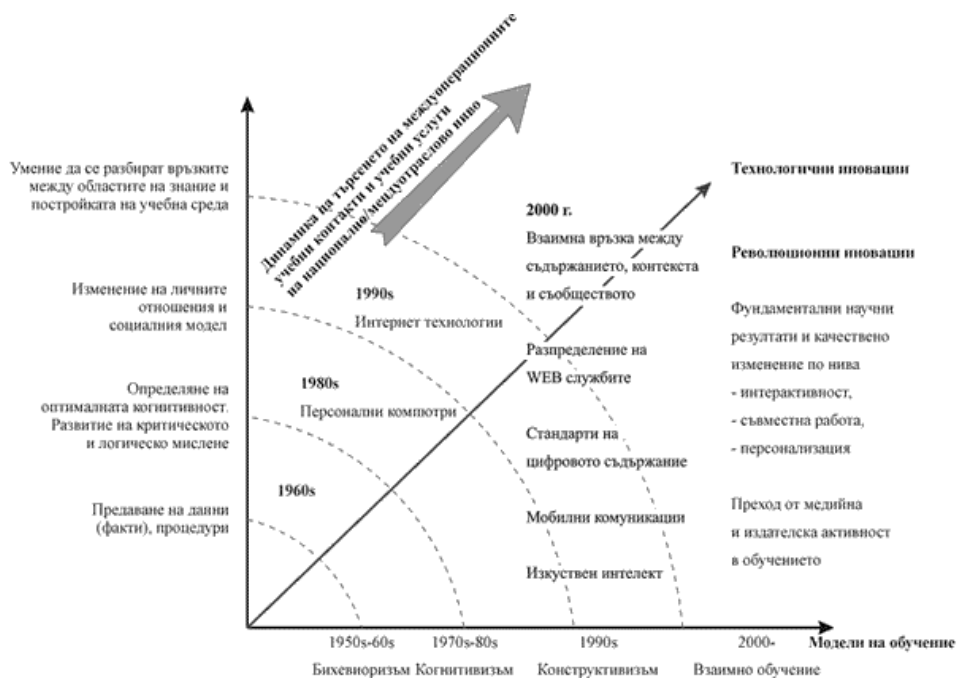 Динамика на търсенето на междуоперационните
учебни контакти и учебни услуги
на национално/мендуотраслово ниво
Умение да се разбират връзките
между областите на знание и
постройката на учебна среда
Изменение на личните
отношения и
социалния модел
Определяне на
оптималната когнитивност.
Развитие на критическото
и логическо мислене
Предаване на данни
(факти), процедури
1960s
1980s
Персонални компютри
1990s
Интернет технологии
2000 г.
Взаимна връзка между
съдържанието, контекста
и съобществото
Разпределение на
WEB службите
Стандарти на
цифровото съдържание
Мобилни комуникации
Изкуствен интелект
Технологични иновации
Революционни иновации
Фундаментални научни
резултати и качествено
изменение по нива
- интерактивност,
- съвместна работа,
- персонализация
Преход от медийна
и издателска активност
в обучението
1950s-60s
Бихевиоризъм
1970s-80s
Когнитивизъм
1990s
Конструктивизъм
2000-
Взаимно обучение
Модели на обучение